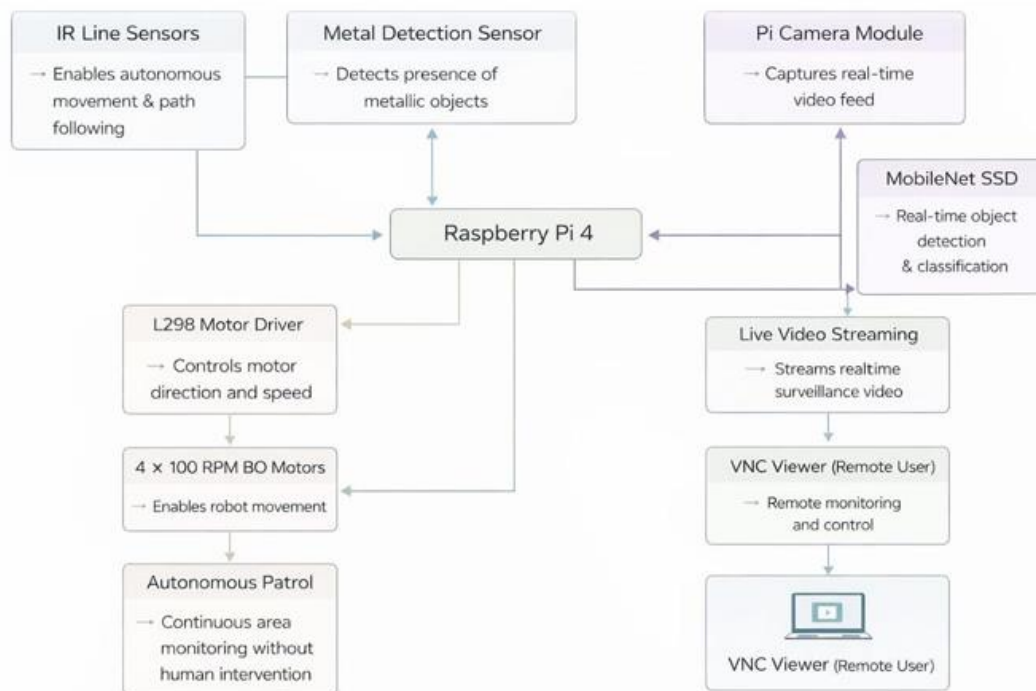 IR Line Sensors
→ Enables autonomous
movement & path
following
Metal Detection Sensor
→ Detects presence of
metallic objects
Pi Camera Module
→ Captures real-time
video feed
MobileNet SSD
→ Real-time object
detection
& classification
Raspberry Pi 4
L298 Motor Driver
→ Controls motor
direction and speed
Live Video Streaming
→ Streams realtime
surveillance video
4 × 100 RPM BO Motors
→ Enables robot movement
VNC Viewer (Remote User)
→ Remote monitoring
and control
Autonomous Patrol
→ Continuous area
monitoring without
human intervention
VNC Viewer (Remote User)